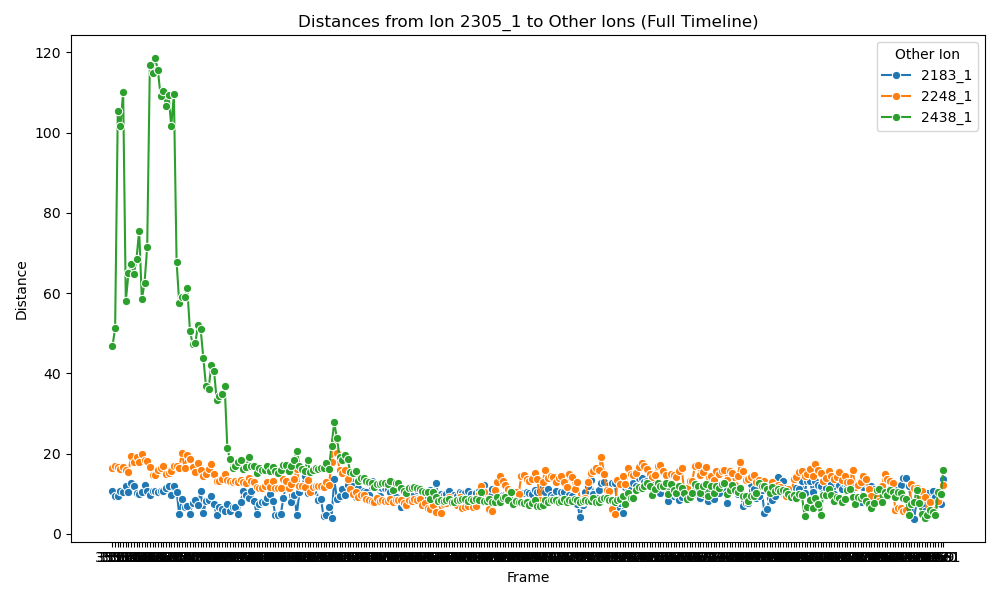 Distances from Ion 2305_1 to Other Ions (Full Timeline)
Other Ion
2183_1
2248_1
2438_1
120
100
80
60
40
20
0
Distance
Frame